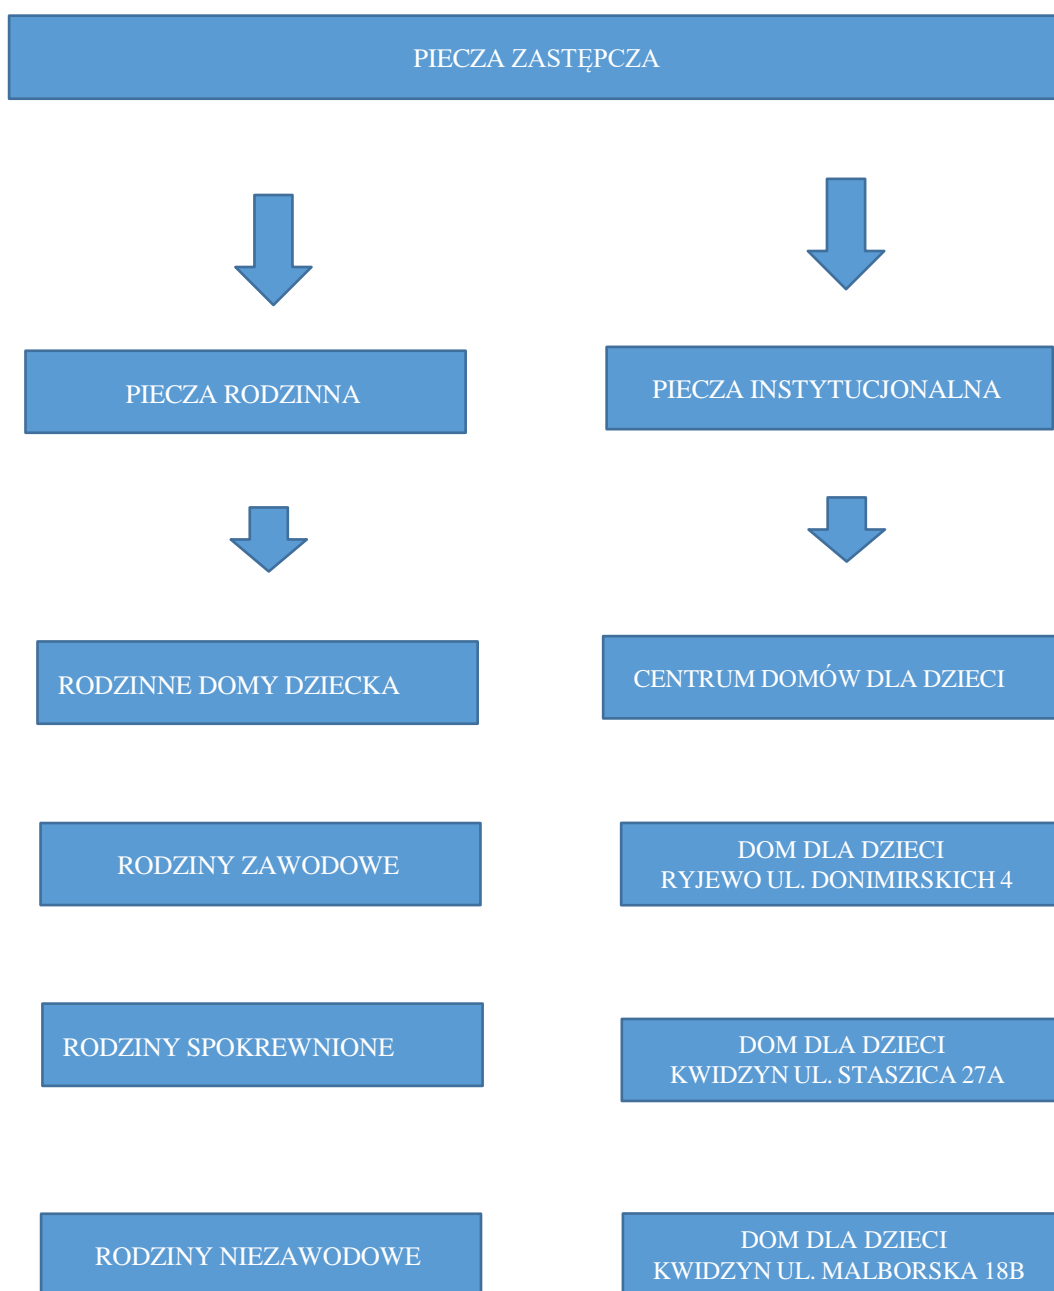 PIECZA ZASTĘPCZA
PIECZA RODZINNA
PIECZA INSTYTUCJONALNA
RODZINNE DOMY DZIECKA
CENTRUM DOMÓW DLA DZIECI
RODZINY ZAWODOWE
DOM DLA DZIECI
RYJEWO UL. DONIMIRSKICH 4
RODZINY SPOKREWNIONE
DOM DLA DZIECI
KWIDZYN UL. STASZICA 27A
RODZINY NIEZAWODOWE
DOM DLA DZIECI
KWIDZYN UL. MALBORSKA 18B